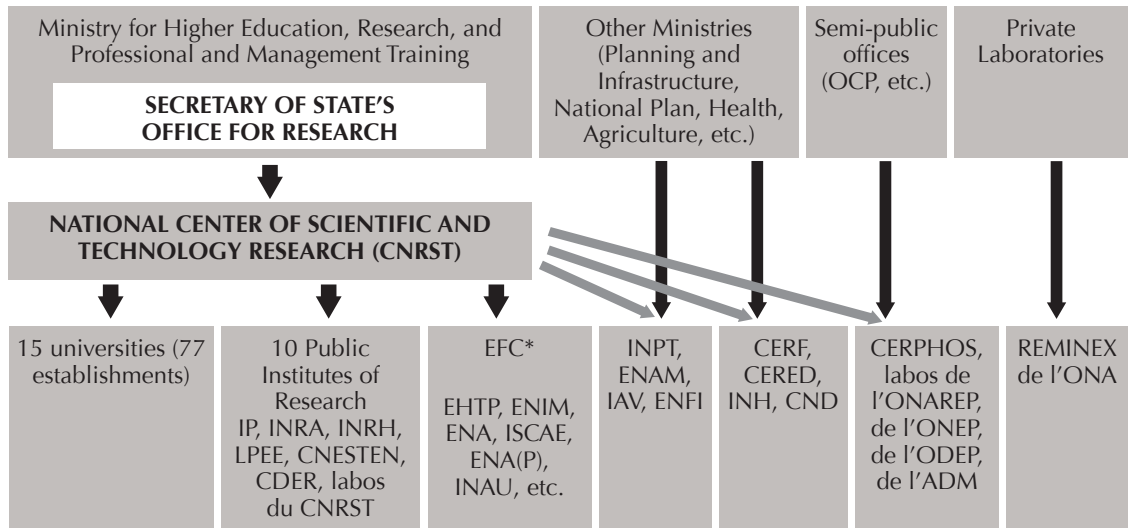 Ministry for Higher Education, Research, and
Professional and Management Training
SECRETARY OF STATE’S
OFFICE FOR RESEARCH
Other Ministries
(Planning and
Infrastructure,
National Plan, Health,
Agriculture, etc.)
Semi-public
offices
(OCP, etc.)
Private
Laboratories
NATIONAL CENTER OF SCIENTIFIC AND
TECHNOLOGY RESEARCH (CNRST)
15 universities (77
establishments)
10 Public
Institutes of
Research
IP, INRA, INRH,
LPEE, CNESTEN,
CDER, labos
du CNRST
EFC*
EHTP, ENIM,
ENA, ISCAE,
ENA(P),
INAU, etc.
INPT,
ENAM,
IAV, ENFI
CERF,
CERED,
INH, CND
CERPHOS,
labos de
l’ONAREP,
de l’ONEP,
de l’ODEP,
de l’ADM
REMINEX
de l’ONA